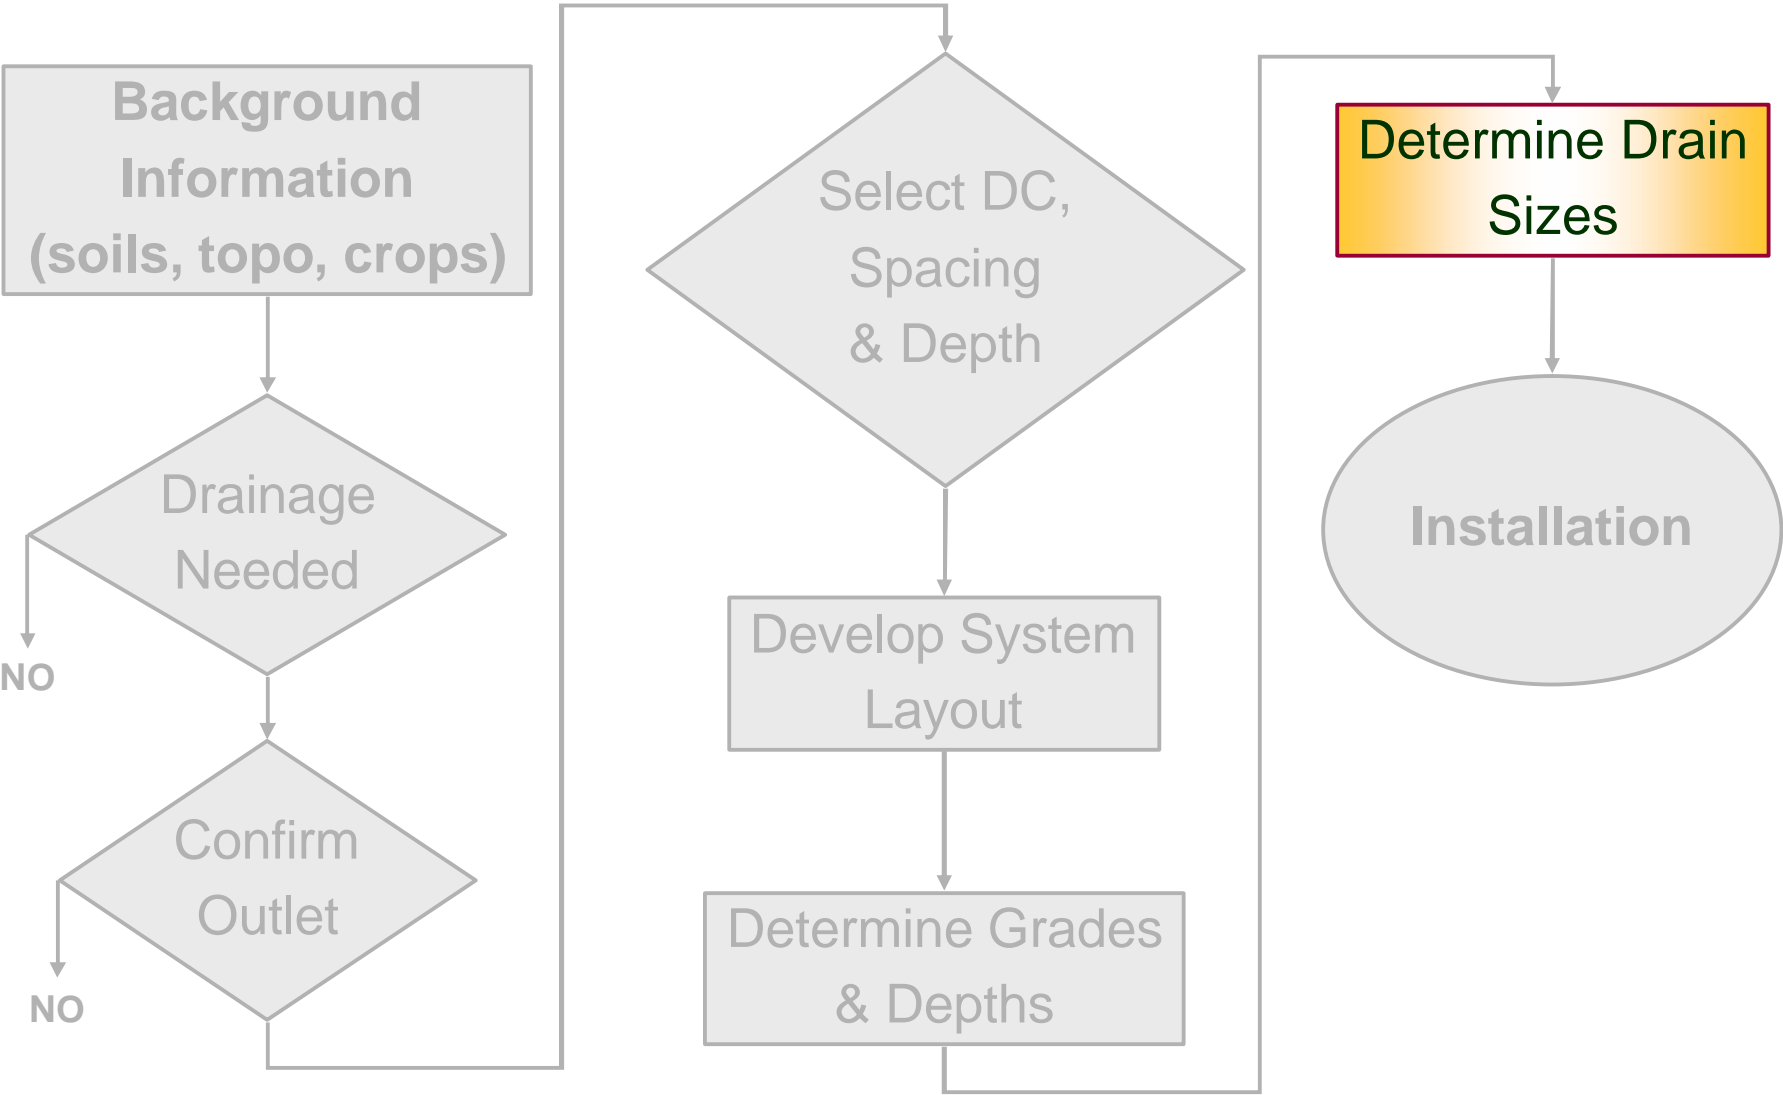 Background
Information
(soils, topo, crops)
Drainage
Needed
NO
Confirm
Outlet
NO
Select DC,
Spacing
& Depth
Develop System
Layout
Determine Grades
& Depths
Determine Drain
Sizes
Installation